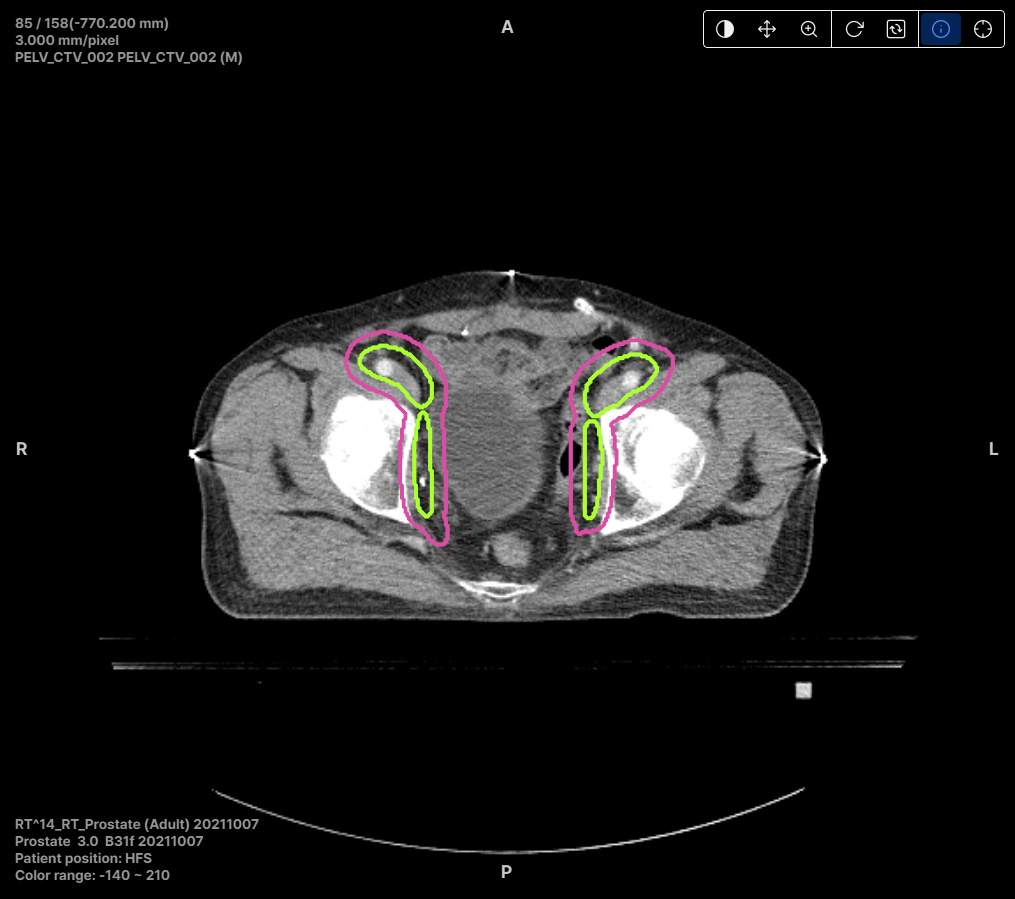 85 / 158(-770.200 mm)
3.000 mm/pixel
PELV_CTV_002 PELV_CTV_002 (M)
A
R
L
RT^14_RT_Prostate (Adult) 20211007
Prostate  3.0  B31f 20211007
Patient position: HFS
Color range: -140 ~ 210
P